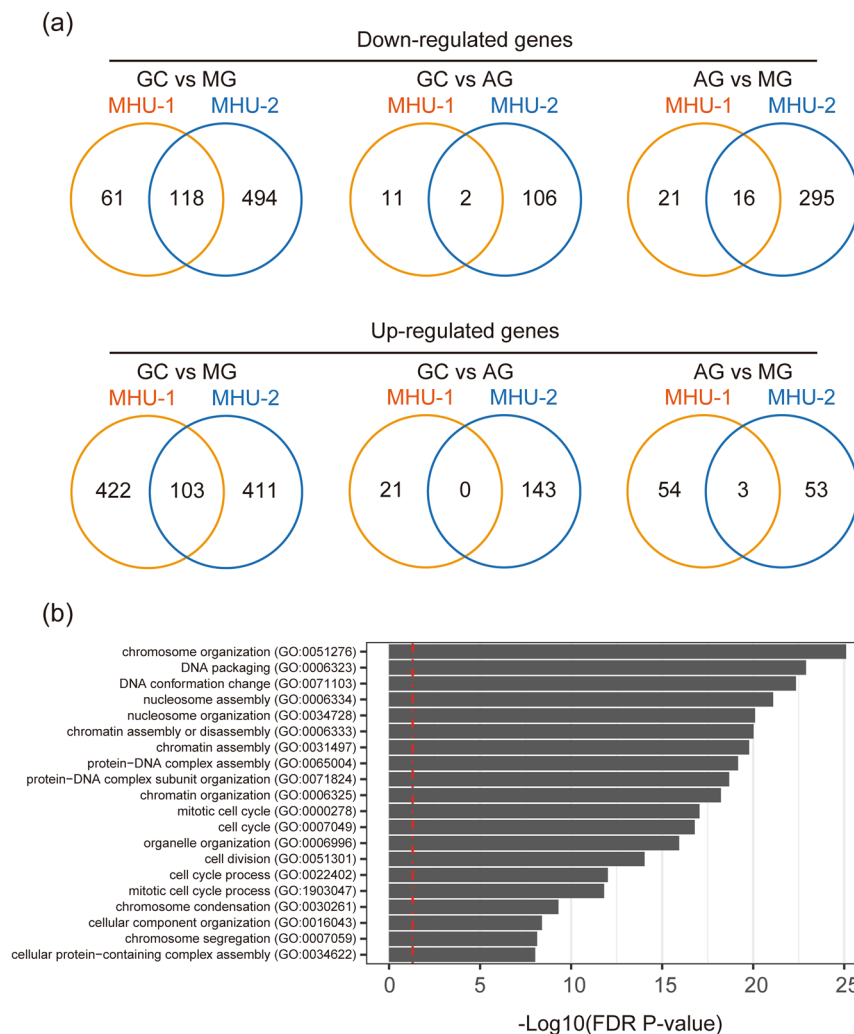 (a)
Down-regulated genes
GC vs MG GC vs AG AG vs MG
MHU-1 MHU-2 MHU-1 MHU-2 MHU-1 MHU-2
61 118 494 11 2 106 21 16 295
Up-regulated genes
GC vs MG GC vs AG AG vs MG
MHU-1 MHU-2 MHU-1 MHU-2 MHU-1 MHU-2
422 103 411 21 0 143 54 3 53
(b)
chromosome organization (GO:0051276)
DNA packaging (GO:0006323)
DNA conformation change (GO:0071103)
nucleosome assembly (GO:0006334)
nucleosome organization (GO:0034728)
chromatin assembly or disassembly (GO:0006333)
chromatin assembly (GO:0031497)
protein−DNA complex assembly (GO:0065004)
protein−DNA complex subunit organization (GO:0071824)
chromatin organization (GO:0006325)
mitotic cell cycle (GO:0000278)
cell cycle (GO:0007049)
organelle organization (GO:0006996)
cell division (GO:0051301)
cell cycle process (GO:0022402)
mitotic cell cycle process (GO:1903047)
chromosome condensation (GO:0030261)
cellular component organization (GO:0016043)
chromosome segregation (GO:0007059)
cellular protein-containing complex assembly (GO:0034622)
0 5 10 15 20 25
-Log10(FDR P-value)